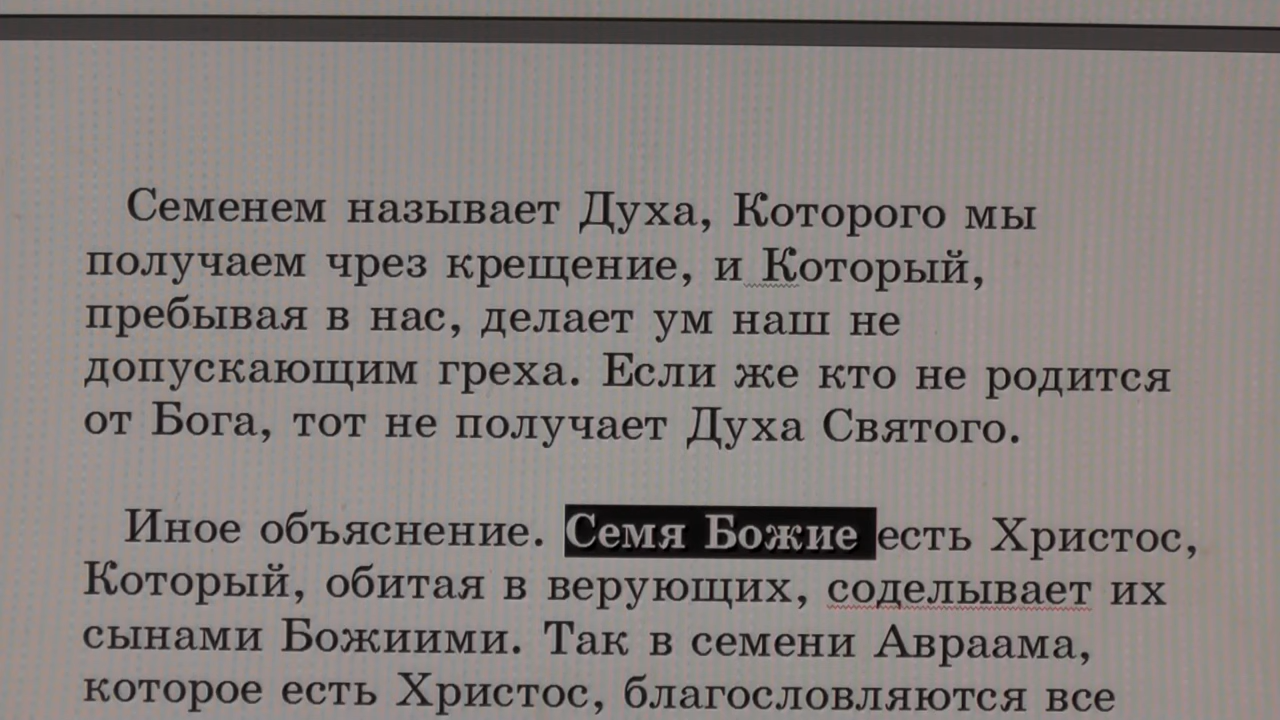 Семенем называет Духа, Которого мы
получаем чрез крещение, и Который,
пребывая в нас, делает ум наш не
допускающим греха. Если же кто не родится
от Бога, тот не получает Духа Святого.
Иное объяснение. Семя Божие есть Христос,
Который, обитая в верующих, соделывает их
сынами Божиими. Так в семени Авраама,
которое есть Христос, благословляются все